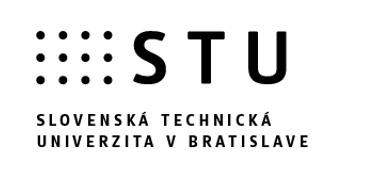 STU
SLOVENSKÁ TECHNICKÁ
UNIVERZITA V BRATISLAVE